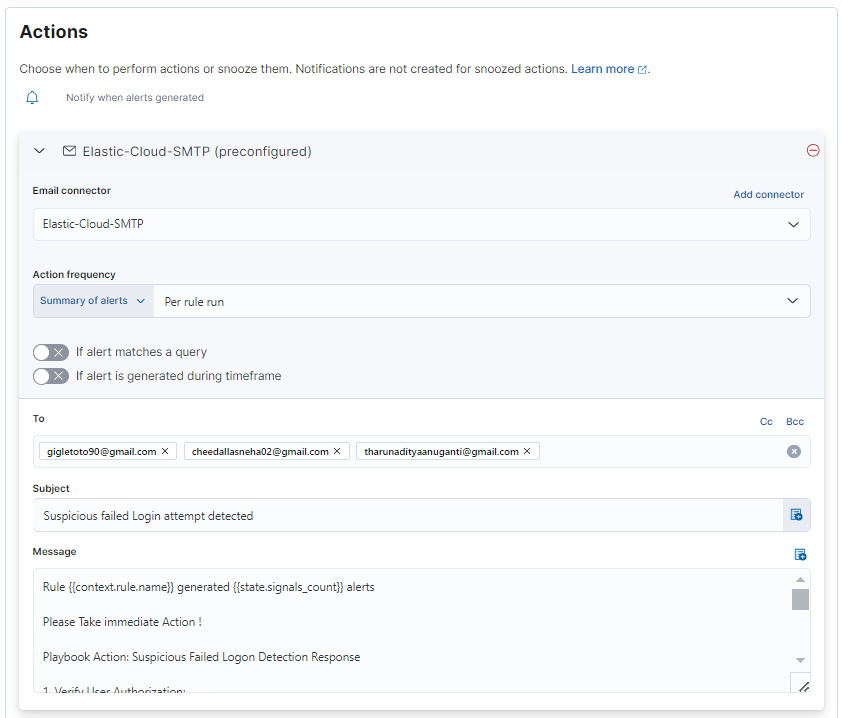 Actions
Choose when to perform actions or snooze them. Notifications are not created for snoozed actions. Learn more.
Notify when alerts generated
Elastic-Cloud-SMTP (preconfigured)
Email connector
Add connector
Elastic-Cloud-SMTP
Action frequency
Summary of alerts Per rule run
If alert matches a query
If alert is generated during timeframe
To Cc Bcc
gigletoto90@gmail.com cheedallasneha02@gmail.com tharunadityaanuganti@gmail.com
Subject
Suspicious failed Login attempt detected
Message
Rule {{context.rule.name}} generated {{state.signals_count}} alerts
Please Take immediate Action !
Playbook Action: Suspicious Failed Logon Detection Response
1. Verify User Authorization: